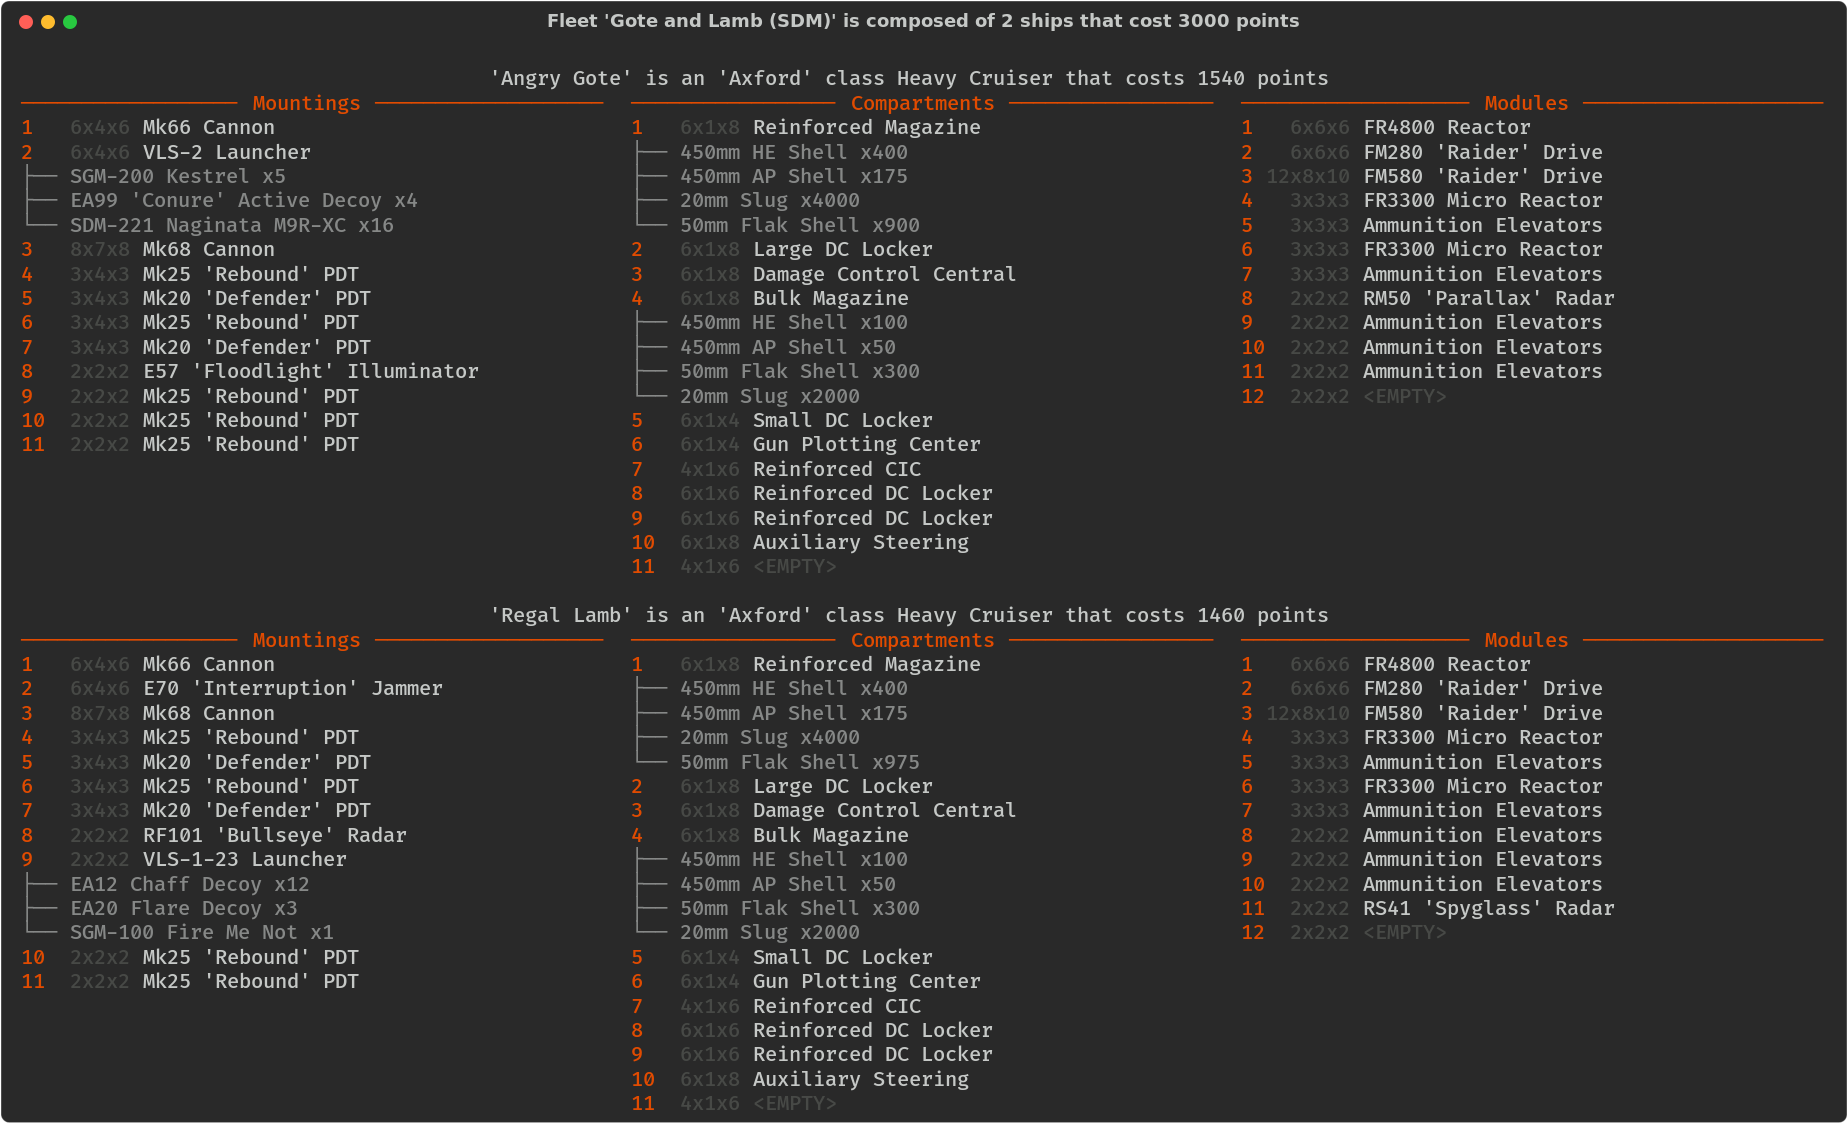 Fleet 'Gote and Lamb (SDM)' is composed of 2 ships that cost 3000 points
'Angry Gote' is an 'Axford' class Heavy Cruiser that costs 1540 points
Mountings
1 6x4x6 Mk66 Cannon
2 6x4x6 VLS-2 Launcher
├── SGM-200 Kestrel x5
├── EA99 'Conure' Active Decoy x4
└── SDM-221 Naginata M9R-XC x16
3 8x7x8 Mk68 Cannon
4 3x4x3 Mk25 'Rebound' PDT
5 3x4x3 Mk20 'Defender' PDT
6 3x4x3 Mk25 'Rebound' PDT
7 3x4x3 Mk20 'Defender' PDT
8 2x2x2 E57 'Floodlight' Illuminator
9 2x2x2 Mk25 'Rebound' PDT
10 2x2x2 Mk25 'Rebound' PDT
11 2x2x2 Mk25 'Rebound' PDT
Compartments
1 6x1x8 Reinforced Magazine
├── 450mm HE Shell x400
├── 450mm AP Shell x175
├── 20mm Slug x4000
└── 50mm Flak Shell x900
2 6x1x8 Large DC Locker
3 6x1x8 Damage Control Central
4 6x1x8 Bulk Magazine
├── 450mm HE Shell x100
├── 450mm AP Shell x50
├── 50mm Flak Shell x300
└── 20mm Slug x2000
5 6x1x4 Small DC Locker
6 6x1x4 Gun Plotting Center
7 4x1x6 Reinforced CIC
8 6x1x6 Reinforced DC Locker
9 6x1x6 Reinforced DC Locker
10 6x1x8 Auxiliary Steering
11 4x1x6 <EMPTY>
Modules
1 6x6x6 FR4800 Reactor
2 6x6x6 FM280 'Raider' Drive
3 12x8x10 FM580 'Raider' Drive
4 3x3x3 FR3300 Micro Reactor
5 3x3x3 Ammunition Elevators
6 3x3x3 FR3300 Micro Reactor
7 3x3x3 Ammunition Elevators
8 2x2x2 RM50 'Parallax' Radar
9 2x2x2 Ammunition Elevators
10 2x2x2 Ammunition Elevators
11 2x2x2 Ammunition Elevators
12 2x2x2 <EMPTY>
'Regal Lamb' is an 'Axford' class Heavy Cruiser that costs 1460 points
Mountings
1 6x4x6 Mk66 Cannon
2 6x4x6 E70 'Interruption' Jammer
3 8x7x8 Mk68 Cannon
4 3x4x3 Mk25 'Rebound' PDT
5 3x4x3 Mk20 'Defender' PDT
6 3x4x3 Mk25 'Rebound' PDT
7 3x4x3 Mk20 'Defender' PDT
8 2x2x2 RF101 'Bullseye' Radar
9 2x2x2 VLS-1-23 Launcher
├── EA12 Chaff Decoy x12
├── EA20 Flare Decoy x3
└── SGM-100 Fire Me Not x1
10 2x2x2 Mk25 'Rebound' PDT
11 2x2x2 Mk25 'Rebound' PDT
Compartments
1 6x1x8 Reinforced Magazine
├── 450mm HE Shell x400
├── 450mm AP Shell x175
├── 20mm Slug x4000
└── 50mm Flak Shell x975
2 6x1x8 Large DC Locker
3 6x1x8 Damage Control Central
4 6x1x8 Bulk Magazine
├── 450mm HE Shell x100
├── 450mm AP Shell x50
├── 50mm Flak Shell x300
└── 20mm Slug x2000
5 6x1x4 Small DC Locker
6 6x1x4 Gun Plotting Center
7 4x1x6 Reinforced CIC
8 6x1x6 Reinforced DC Locker
9 6x1x6 Reinforced DC Locker
10 6x1x8 Auxiliary Steering
11 4x1x6 <EMPTY>
Modules
1 6x6x6 FR4800 Reactor
2 6x6x6 FM280 'Raider' Drive
3 12x8x10 FM580 'Raider' Drive
4 3x3x3 FR3300 Micro Reactor
5 3x3x3 Ammunition Elevators
6 3x3x3 FR3300 Micro Reactor
7 3x3x3 Ammunition Elevators
8 2x2x2 Ammunition Elevators
9 2x2x2 Ammunition Elevators
10 2x2x2 Ammunition Elevators
11 2x2x2 RS41 'Spyglass' Radar
12 2x2x2 <EMPTY>